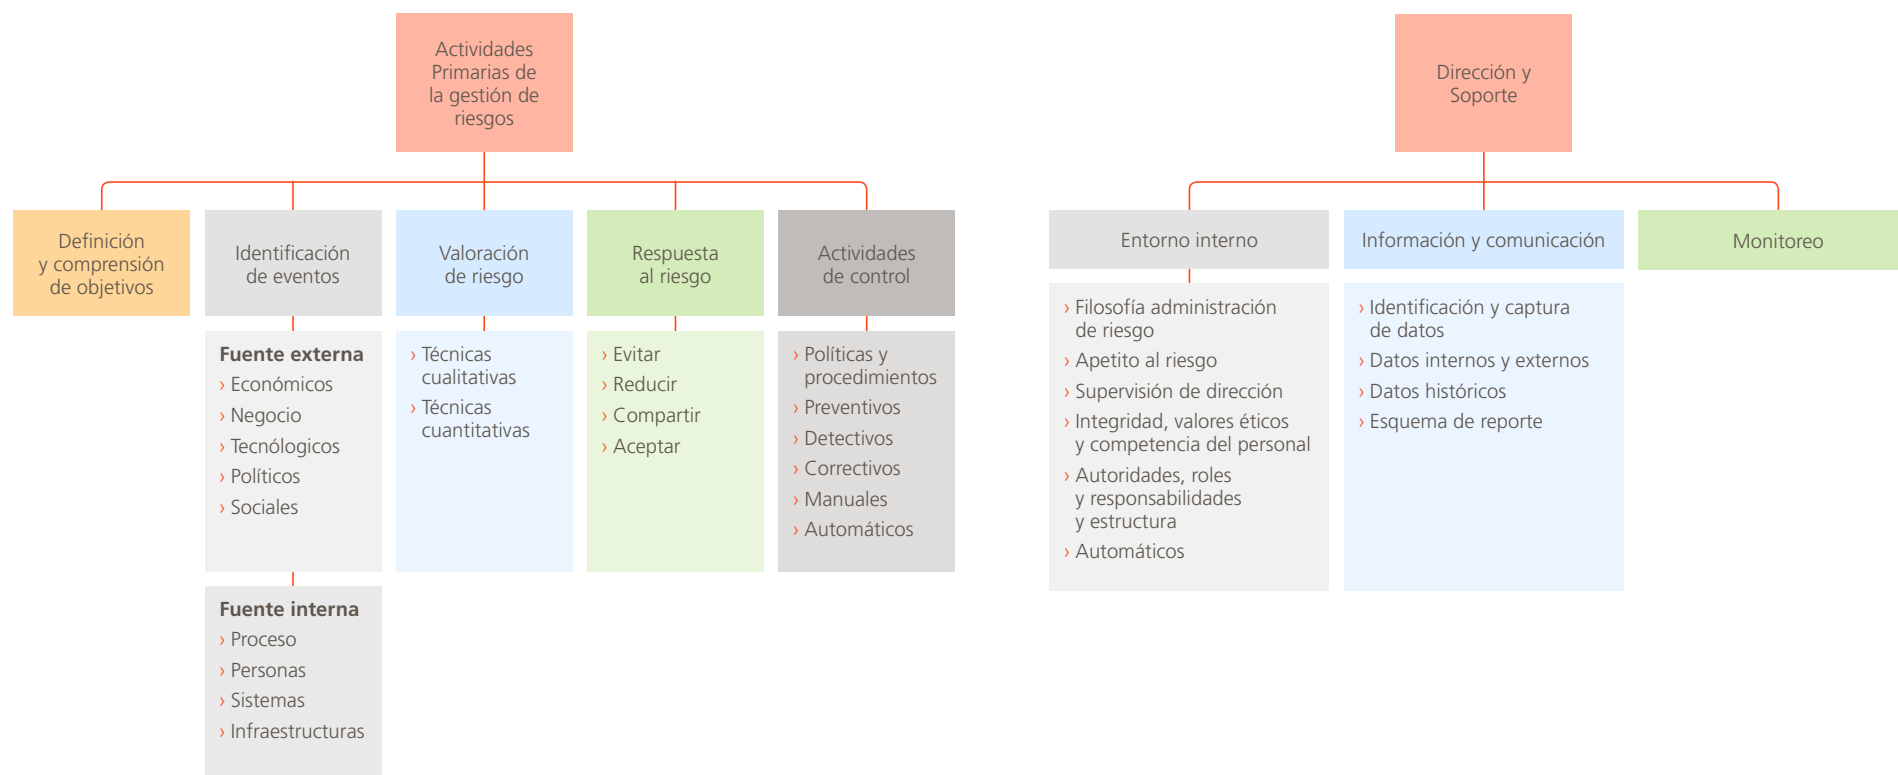 Actividades
Primarias de
la gestión de
riesgos
Definición
y comprensión
de objetivos
Identificación
de eventos
Fuente externa
› Económicos
› Negocio
› Tecnólogicos
› Políticos
› Sociales
Fuente interna
› Proceso
› Personas
› Sistemas
› Infraestructuras
Valoración
de riesgo
› Técnicas
cualitativas
› Técnicas
cuantitativas
Respuesta
al riesgo
› Evitar
› Reducir
› Compartir
› Aceptar
Actividades
de control
› Políticas y
procedimientos
› Preventivos
› Detectivos
› Correctivos
› Manuales
› Automáticos
Dirección y
Soporte
Entorno interno
› Filosofía administración
de riesgo
› Apetito al riesgo
› Supervisión de dirección
› Integridad, valores éticos
y competencia del personal
› Autoridades, roles
y responsabilidades
y estructura
› Automáticos
Información y comunicación
› Identificación y captura
de datos
› Datos internos y externos
› Datos históricos
› Esquema de reporte
Monitoreo